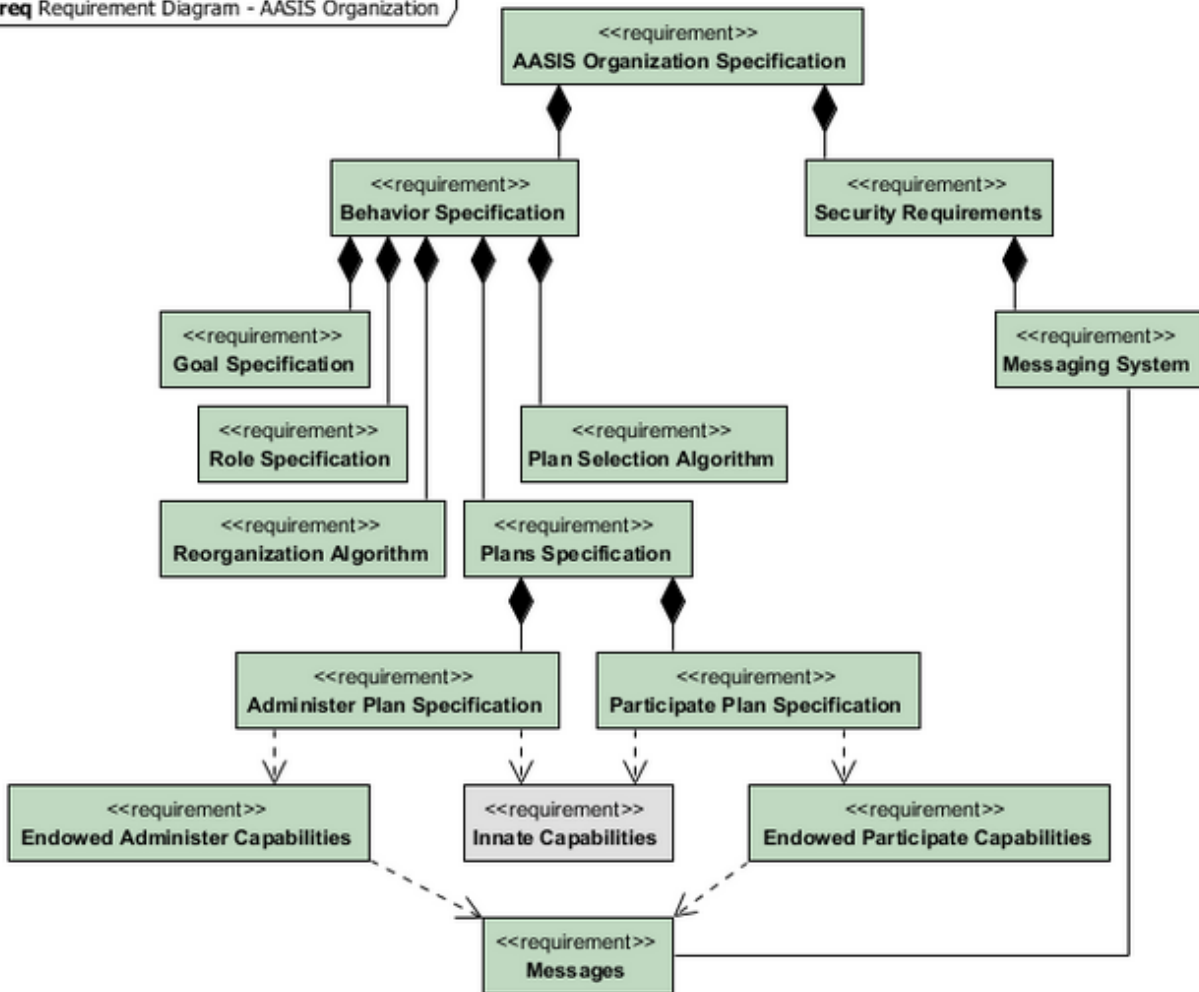 req Requirement Diagram - AASIS Organization
<<requirement>>
AASIS Organization Specification
<<requirement>>
Behavior Specification
<<requirement>>
Security Requirements
<<requirement>>
Goal Specification
<<requirement>>
Messaging System
<<requirement>>
Role Specification
<<requirement>>
Plan Selection Algorithm
<<requirement>>
Reorganization Algorithm
<<requirement>>
Plans Specification
<<requirement>>
Administer Plan Specification
<<requirement>>
Participate Plan Specification
<<requirement>>
Endowed Administer Capabilities
<<requirement>>
Innate Capabilities
<<requirement>>
Endowed Participate Capabilities
<<requirement>>
Messages